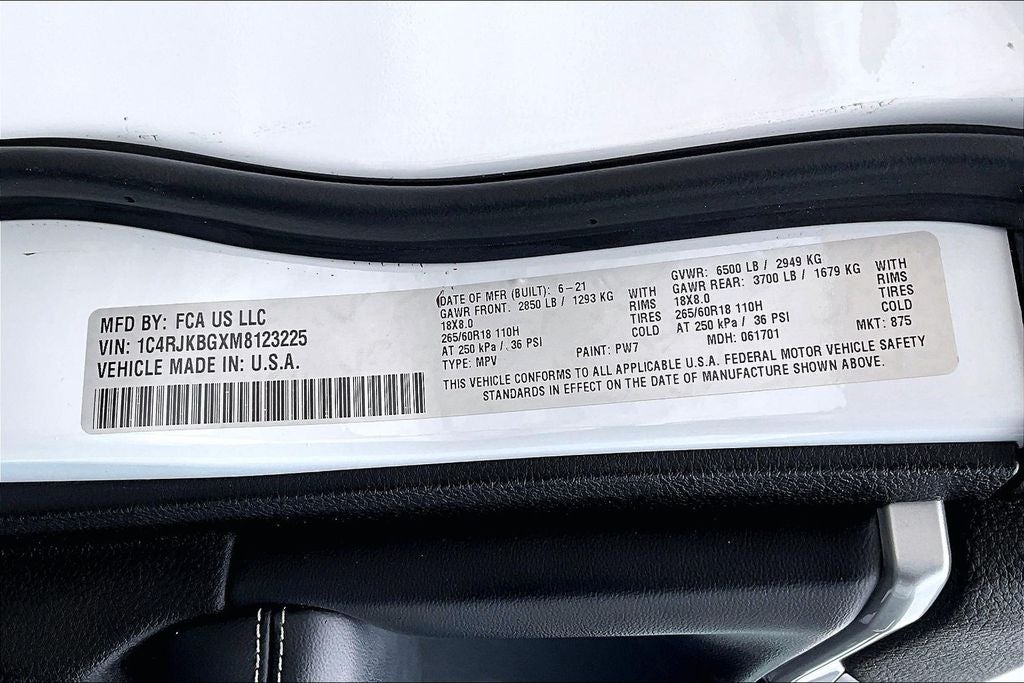 MFD BY: FCA US LLC
VIN: 1C4RJKBGXM8123225
VEHICLE MADE IN: U.S.A.
DATE OF MFR (BUILT): 6-21
GAWR FRONT: 2850 LB / 1293 KG WITH
18X8.0 RIMS
265/60R18 110H TIRES
AT 250 kPa / 36 PSI COLD
TYPE: MPV PAINT: PW7
GVWR: 6500 LB / 2949 KG
GAWR REAR: 3700 LB / 1679 KG WITH
18X8.0 RIMS
265/60R18 110H TIRES
AT 250 kPa / 36 PSI COLD
MDH: 061701 MKT: 875
THIS VEHICLE CONFORMS TO ALL APPLICABLE U.S.A. FEDERAL MOTOR VEHICLE SAFETY
STANDARDS IN EFFECT ON THE DATE OF MANUFACTURE SHOWN ABOVE.